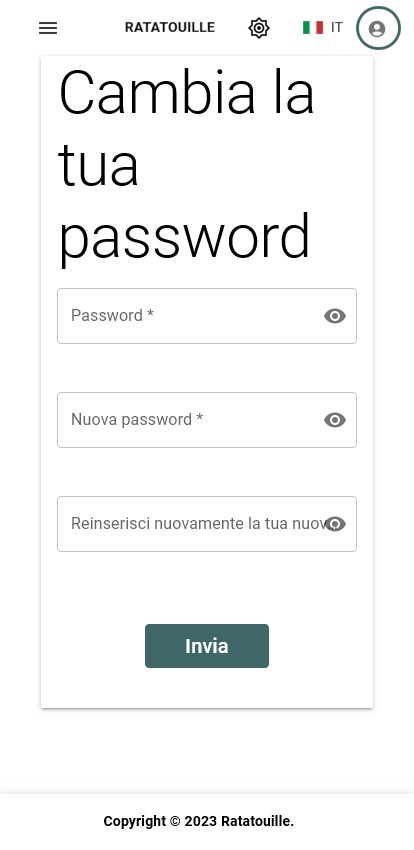 RATATOUILLE IT
Cambia la
tua
password
Password *
Nuova password *
Reinserisci nuovamente la tua nuov
Invia
Copyright © 2023 Ratatouille.